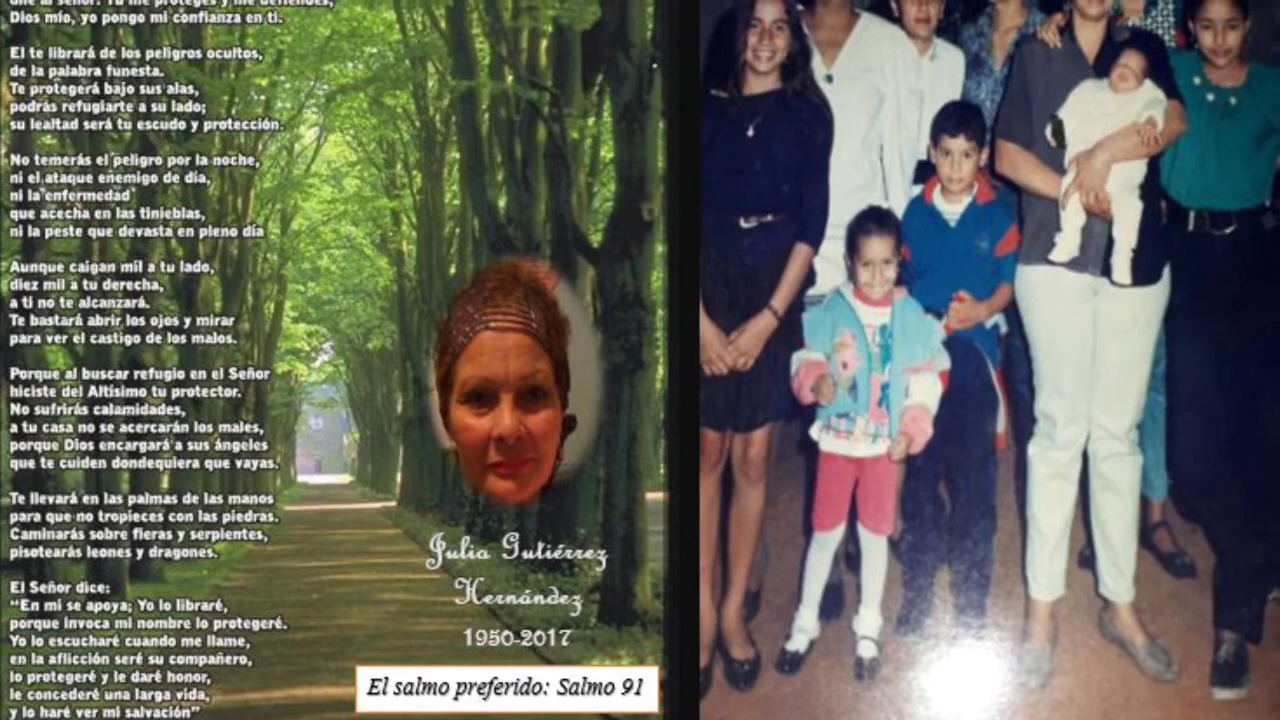 dile al señor: Tú me proteges y me defiendes,
Dios mío, yo pongo mi confianza en ti.
El te librará de los peligros ocultos,
de la palabra funesta.
Te protegerá bajo sus alas,
podrás refugiarte a su lado;
su lealtad será tu escudo y protección.
No temerás el peligro por la noche,
ni el ataque enemigo de día,
ni la enfermedad
que acecha en las tinieblas,
ni la peste que devasta en pleno día
Aunque caigan mil a tu lado,
diez mil a tu derecha,
a ti no te alcanzará.
Te bastará abrir los ojos y mirar
para ver el castigo de los malos.
Porque al buscar refugio en el Señor
hiciste del Altísimo tu protector.
No sufrirás calamidades,
a tu casa no se acercarán los males,
porque Dios encargará a sus ángeles
que te cuiden dondequiera que vayas.
Te llevará en las palmas de las manos
para que no tropieces con las piedras.
Caminarás sobre fieras y serpientes,
pisotearás leones y dragones.
El Señor dice:
“En mi se apoya; Yo lo libraré,
porque invoca mi nombre lo protegeré.
Yo lo escucharé cuando me llame,
en la aflicción seré su compañero,
lo protegeré y le daré honor,
le concederé una larga vida,
y lo haré ver mi salvación”
Julia Gutiérrez
Hernández
1950-2017
El salmo preferido: Salmo 91